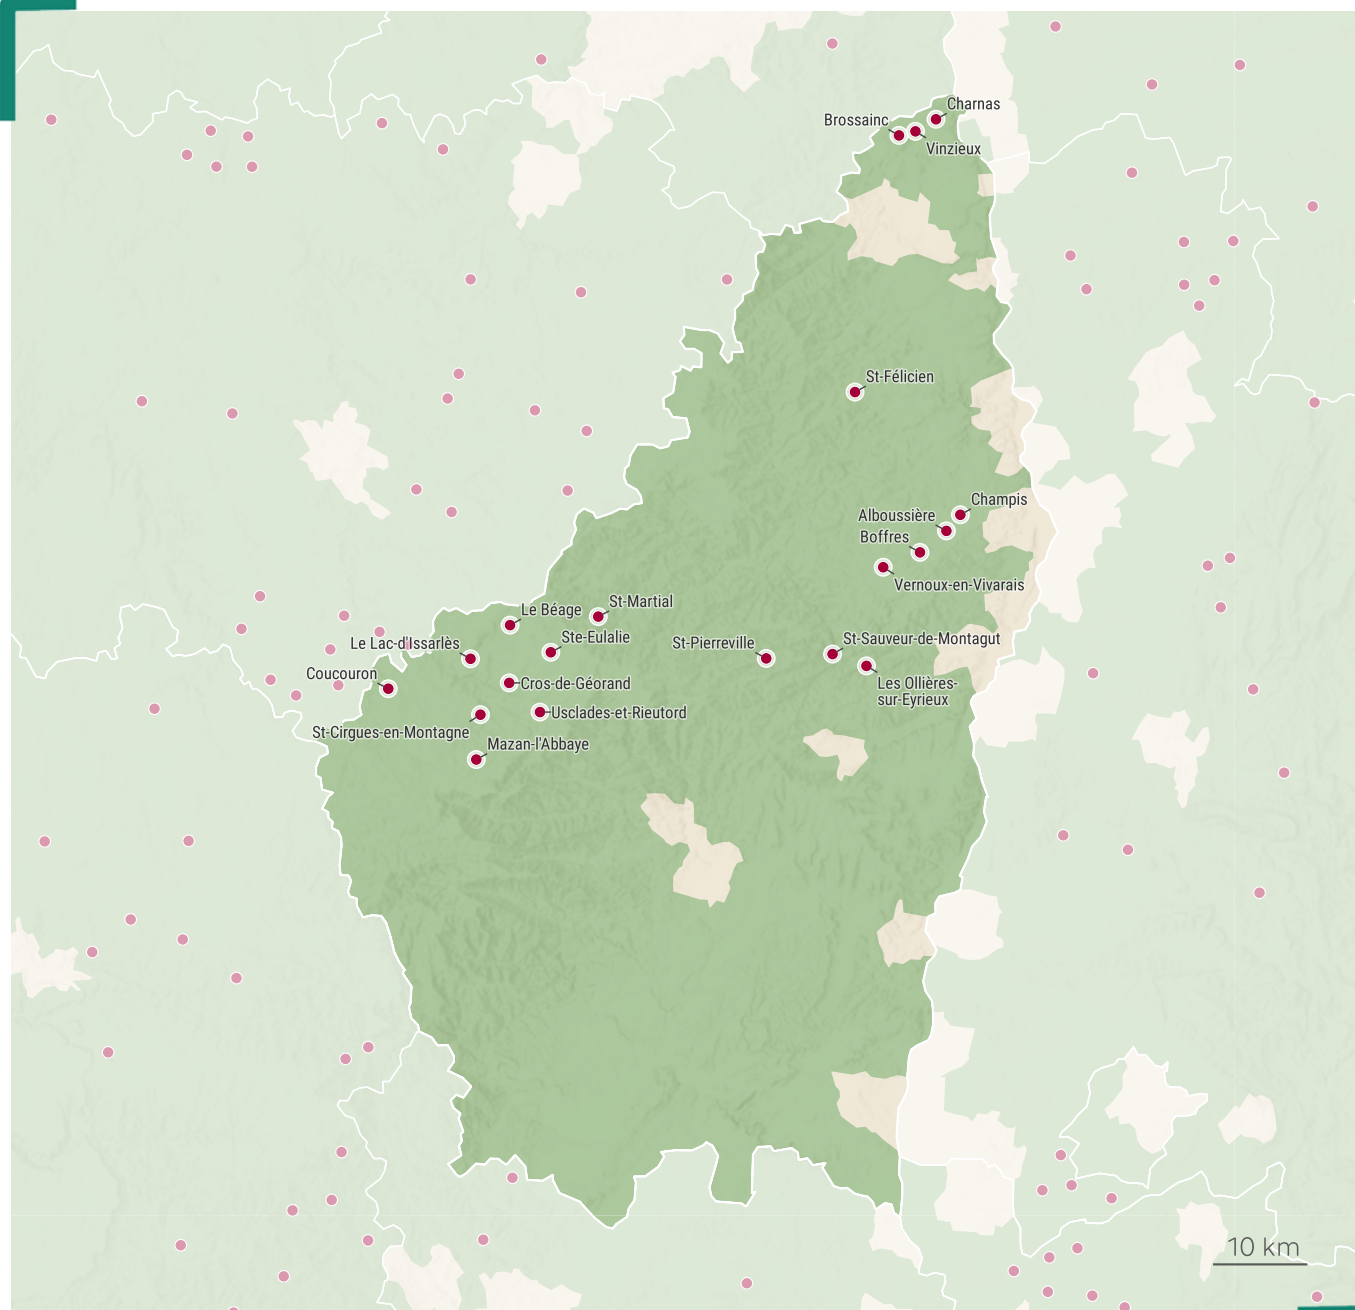 Charnas
Brossainc
Vinzieux
St-Félicien
Champis
Alboussière
Boffres
Vernoux-en-Vivarais
St-Martial
Le Béage
Ste-Eulalie
St-Sauveur-de-Montagut
St-Pierreville
Le Lac-d'Issarlès
Coucouron
Cros-de-Géorand
Les Ollières-
sur-Eyrieux
Usclades-et-Rieutord
St-Cirgues-en-Montagne
Mazan-l'Abbaye
10 km